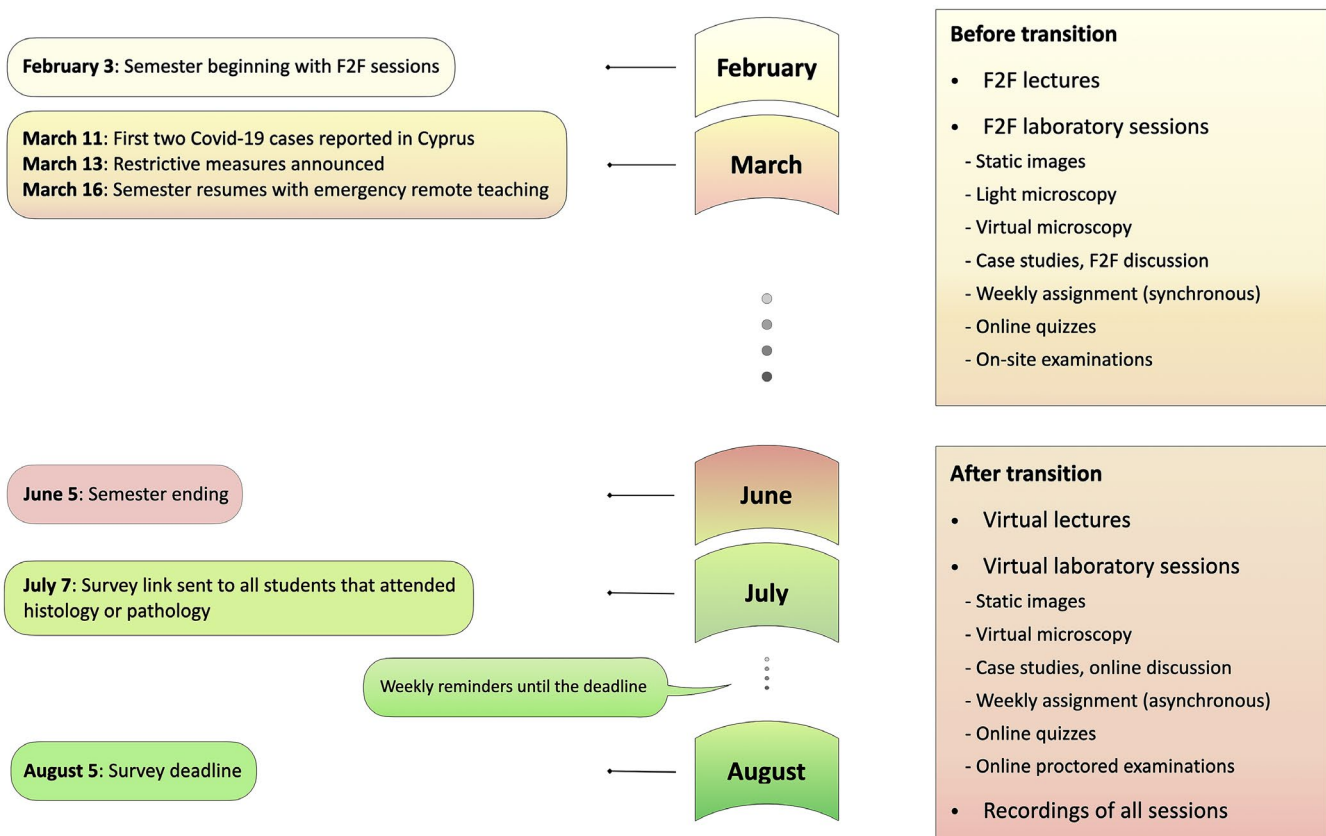 February 3: Semester beginning with F2F sessions
February
March 11: First two Covid-19 cases reported in Cyprus
March 13: Restrictive measures announced
March 16: Semester resumes with emergency remote teaching
March
June 5: Semester ending
June
July 7: Survey link sent to all students that attended
histology or pathology
July
Weekly reminders until the deadline
August 5: Survey deadline
August
Before transition
• F2F lectures
• F2F laboratory sessions
- Static images
- Light microscopy
- Virtual microscopy
- Case studies, F2F discussion
- Weekly assignment (synchronous)
- Online quizzes
- On-site examinations
After transition
• Virtual lectures
• Virtual laboratory sessions
- Static images
- Virtual microscopy
- Case studies, online discussion
- Weekly assignment (asynchronous)
- Online quizzes
- Online proctored examinations
• Recordings of all sessions